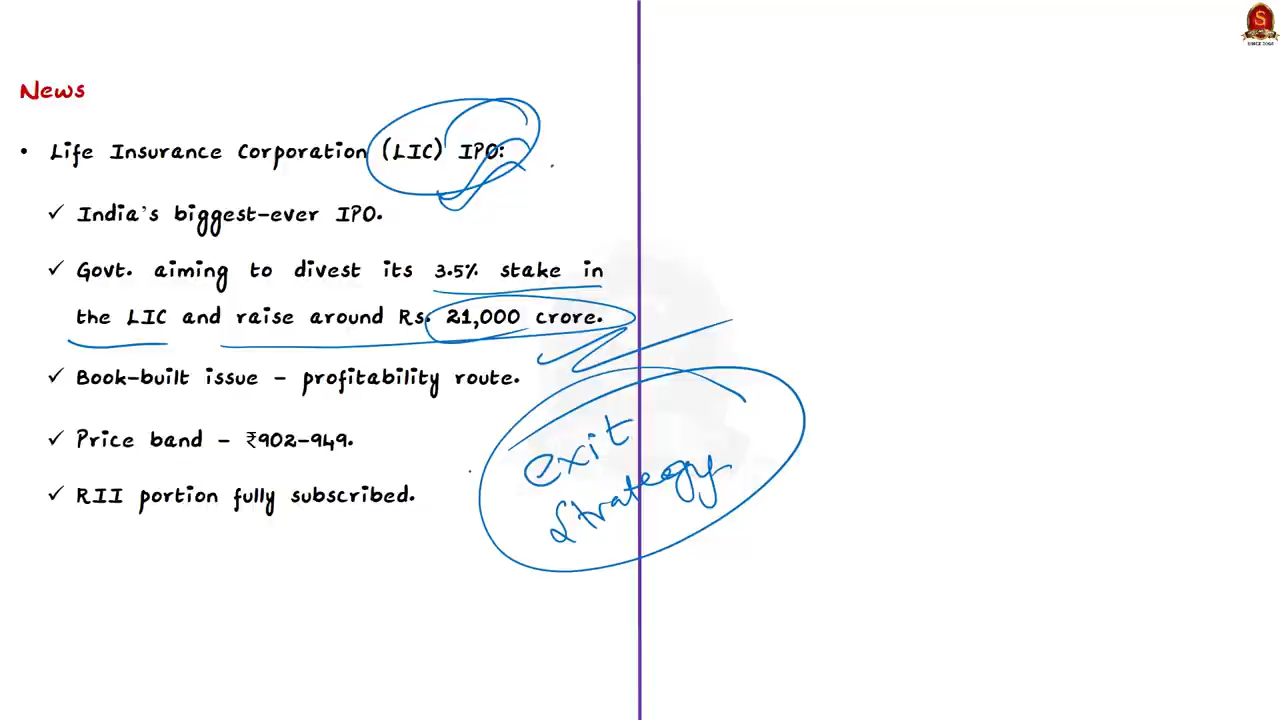 News
• Life Insurance Corporation (LIC) IPO:
✓ India's biggest-ever IPO.
✓ Govt. aiming to divest its 3.5% stake in
the LIC and raise around Rs. 21,000 crore.
✓ Book-built issue - profitability route.
✓ Price band - ₹902-949.
✓ RII portion fully subscribed.
exit
strategy
S
SINCE 2004